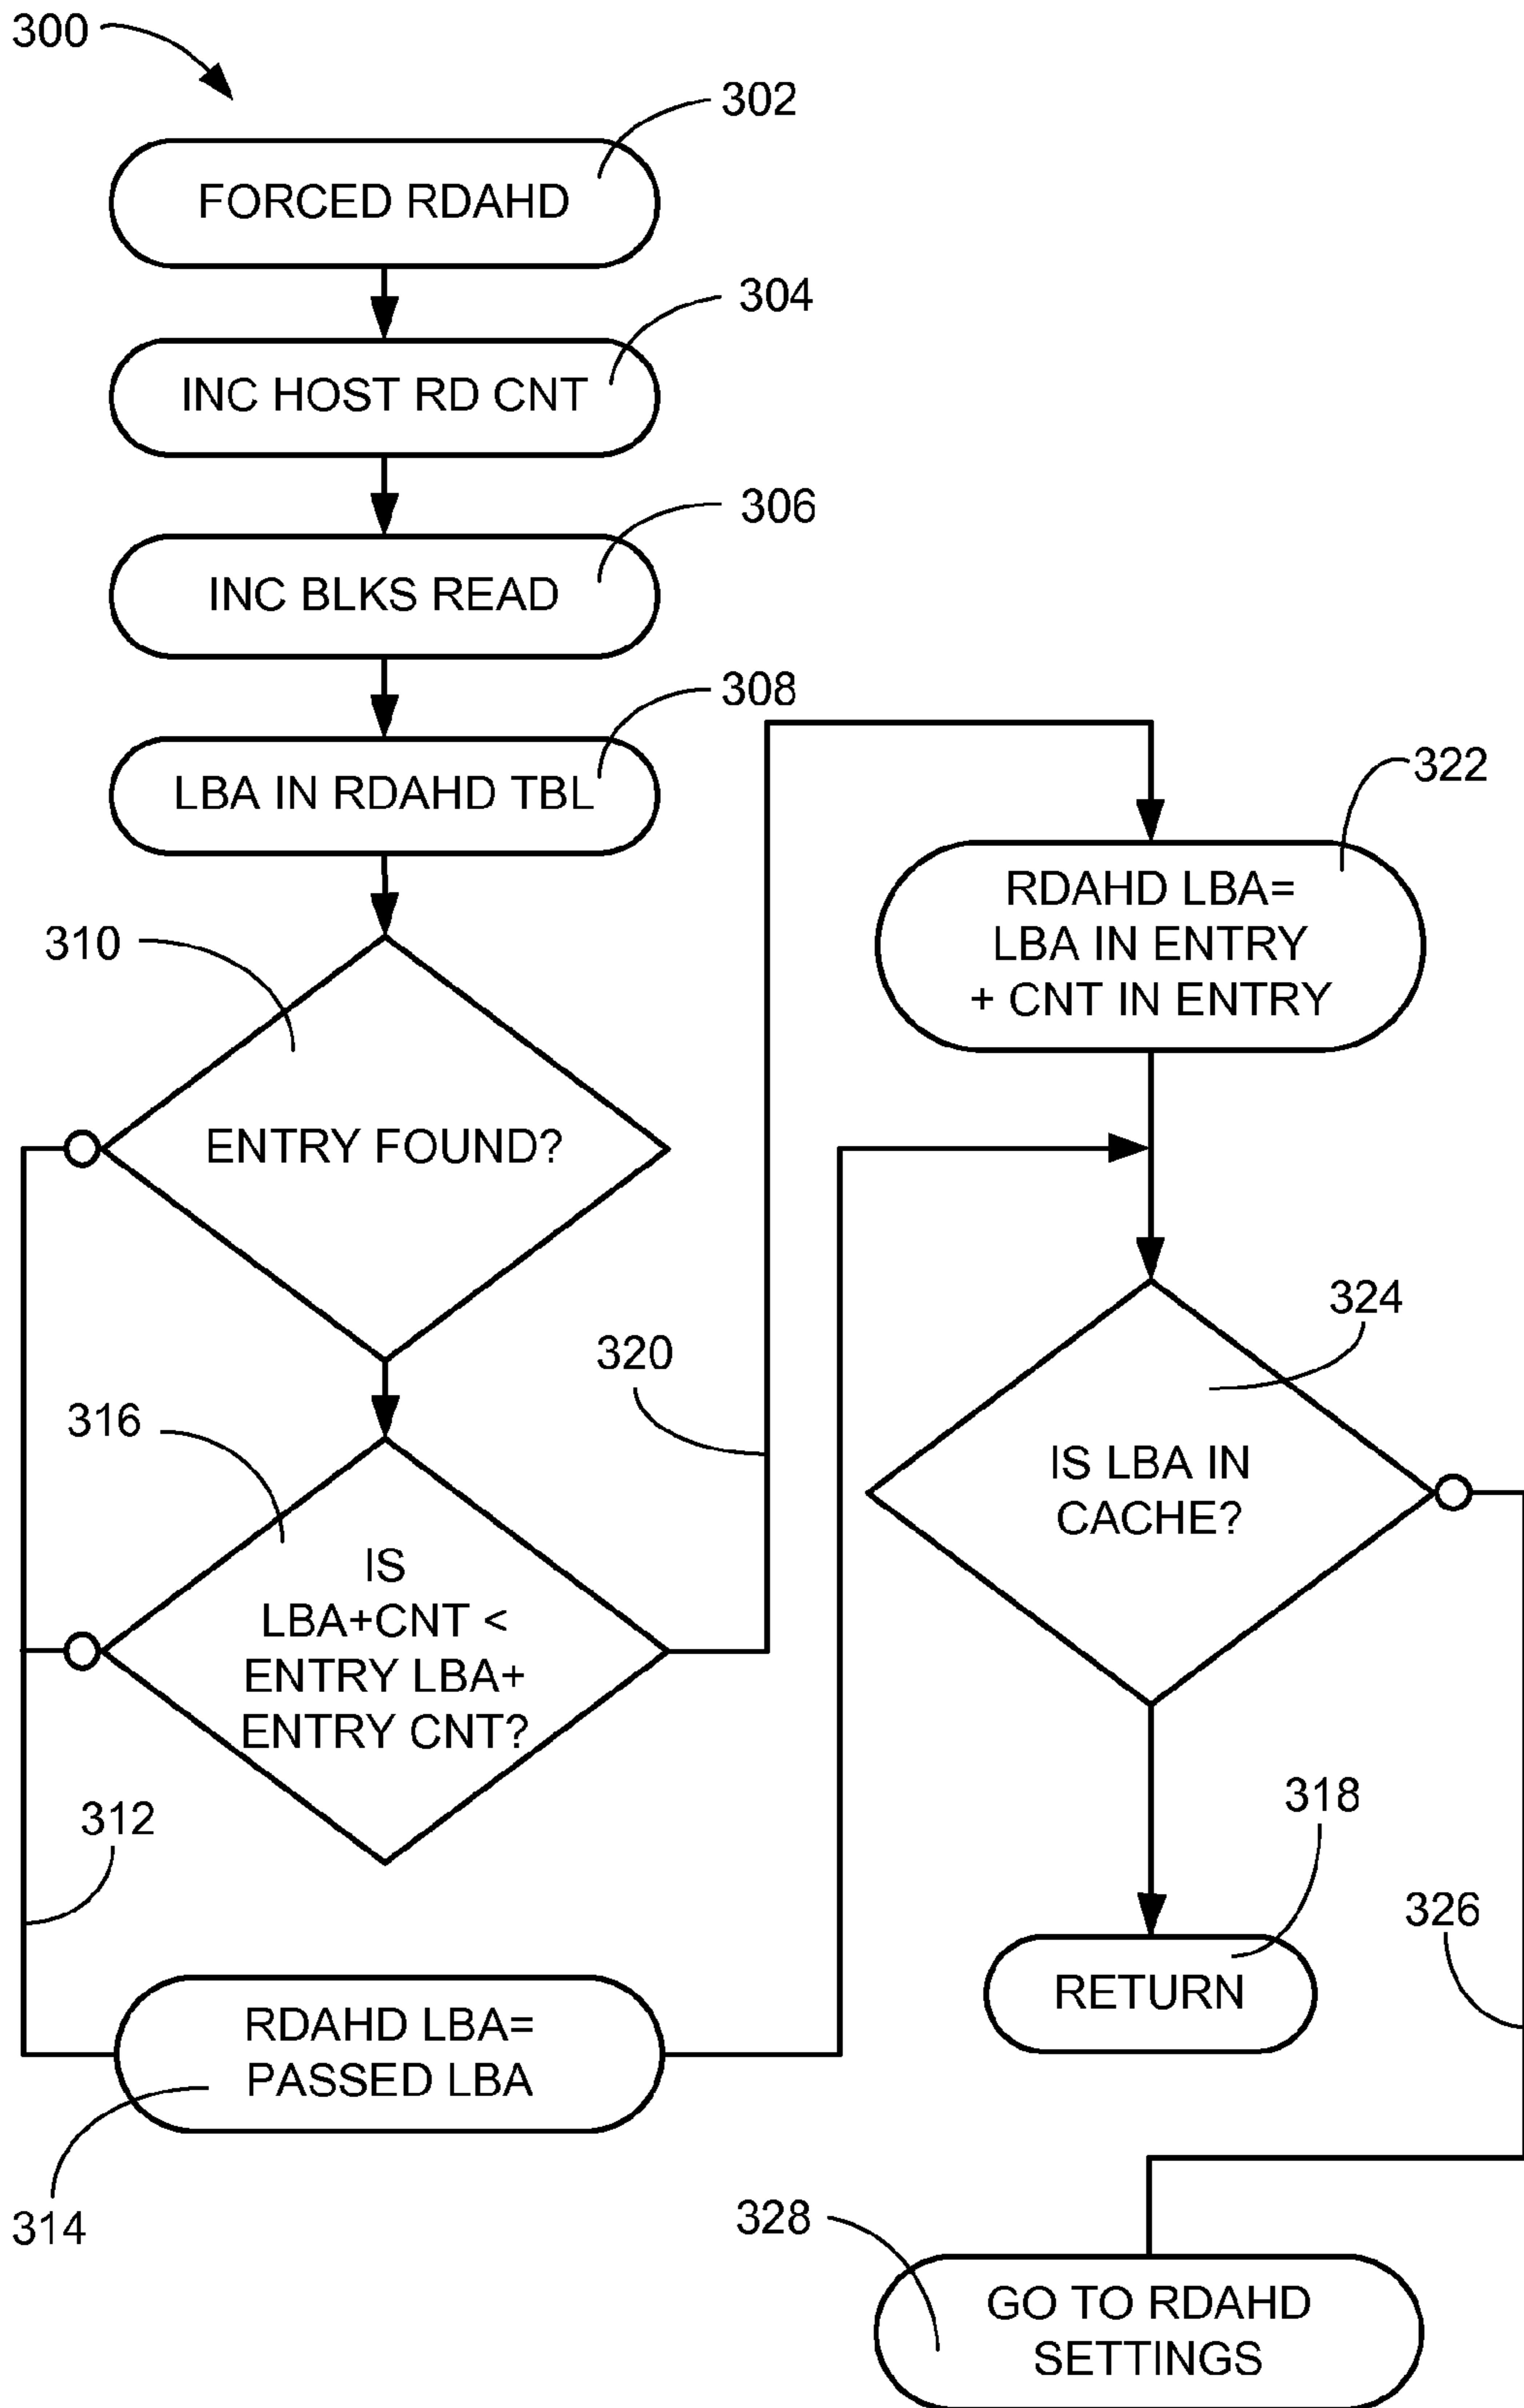 300
302
FORCED RDAHD
304
INC HOST RD CNT
306
INC BLKS READ
308
LBA IN RDAHD TBL
310
ENTRY FOUND?
316
IS
LBA+CNT <
ENTRY LBA+
ENTRY CNT?
312
RDAHD LBA=
PASSED LBA
314
320
322
RDAHD LBA=
LBA IN ENTRY
+ CNT IN ENTRY
324
IS LBA IN
CACHE?
318
RETURN
326
328
GO TO RDAHD
SETTINGS